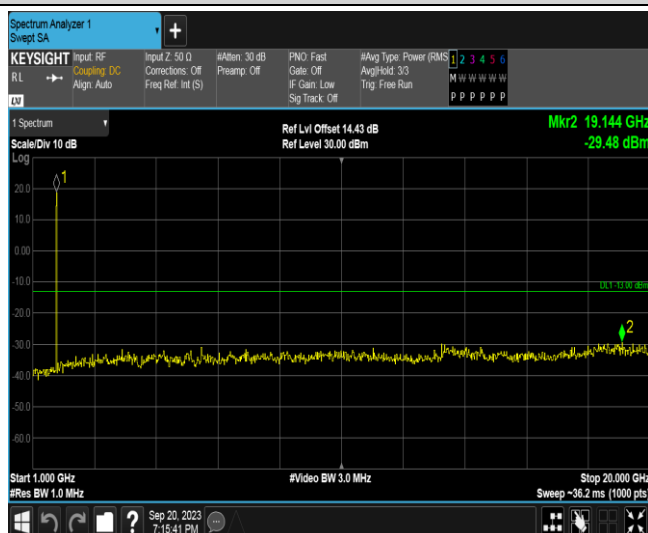 Spectrum Analyzer 1
Swept SA
+
KEYSIGHT Input: RF Input Z: 50 Ω #Atten: 30 dB PNO: Fast #Avg Type: Power (RMS 1 2 3 4 5 6
RL Coupling: DC Corrections: Off Preamp: Off Gate: Off Avg|Hold: 3/3 M W W W W W
Align: Auto Freq Ref: Int (S) IF Gain: Low Trig: Free Run
Sig Track: Off P P P P P P
LXI
1 Spectrum Ref Lvl Offset 14.43 dB Mkr2 19.144 GHz
Scale/Div 10 dB Ref Level 30.00 dBm -29.48 dBm
Log
1
20.0
10.0
0.00
-10.0
DL1 -13.00 dBm
-20.0
2
-30.0
-40.0
-50.0
-60.0
Start 1.000 GHz #Video BW 3.0 MHz Stop 20.000 GHz
#Res BW 1.0 MHz Sweep ~36.2 ms (1000 pts)
? Sep 20, 2023
7:15:41 PM